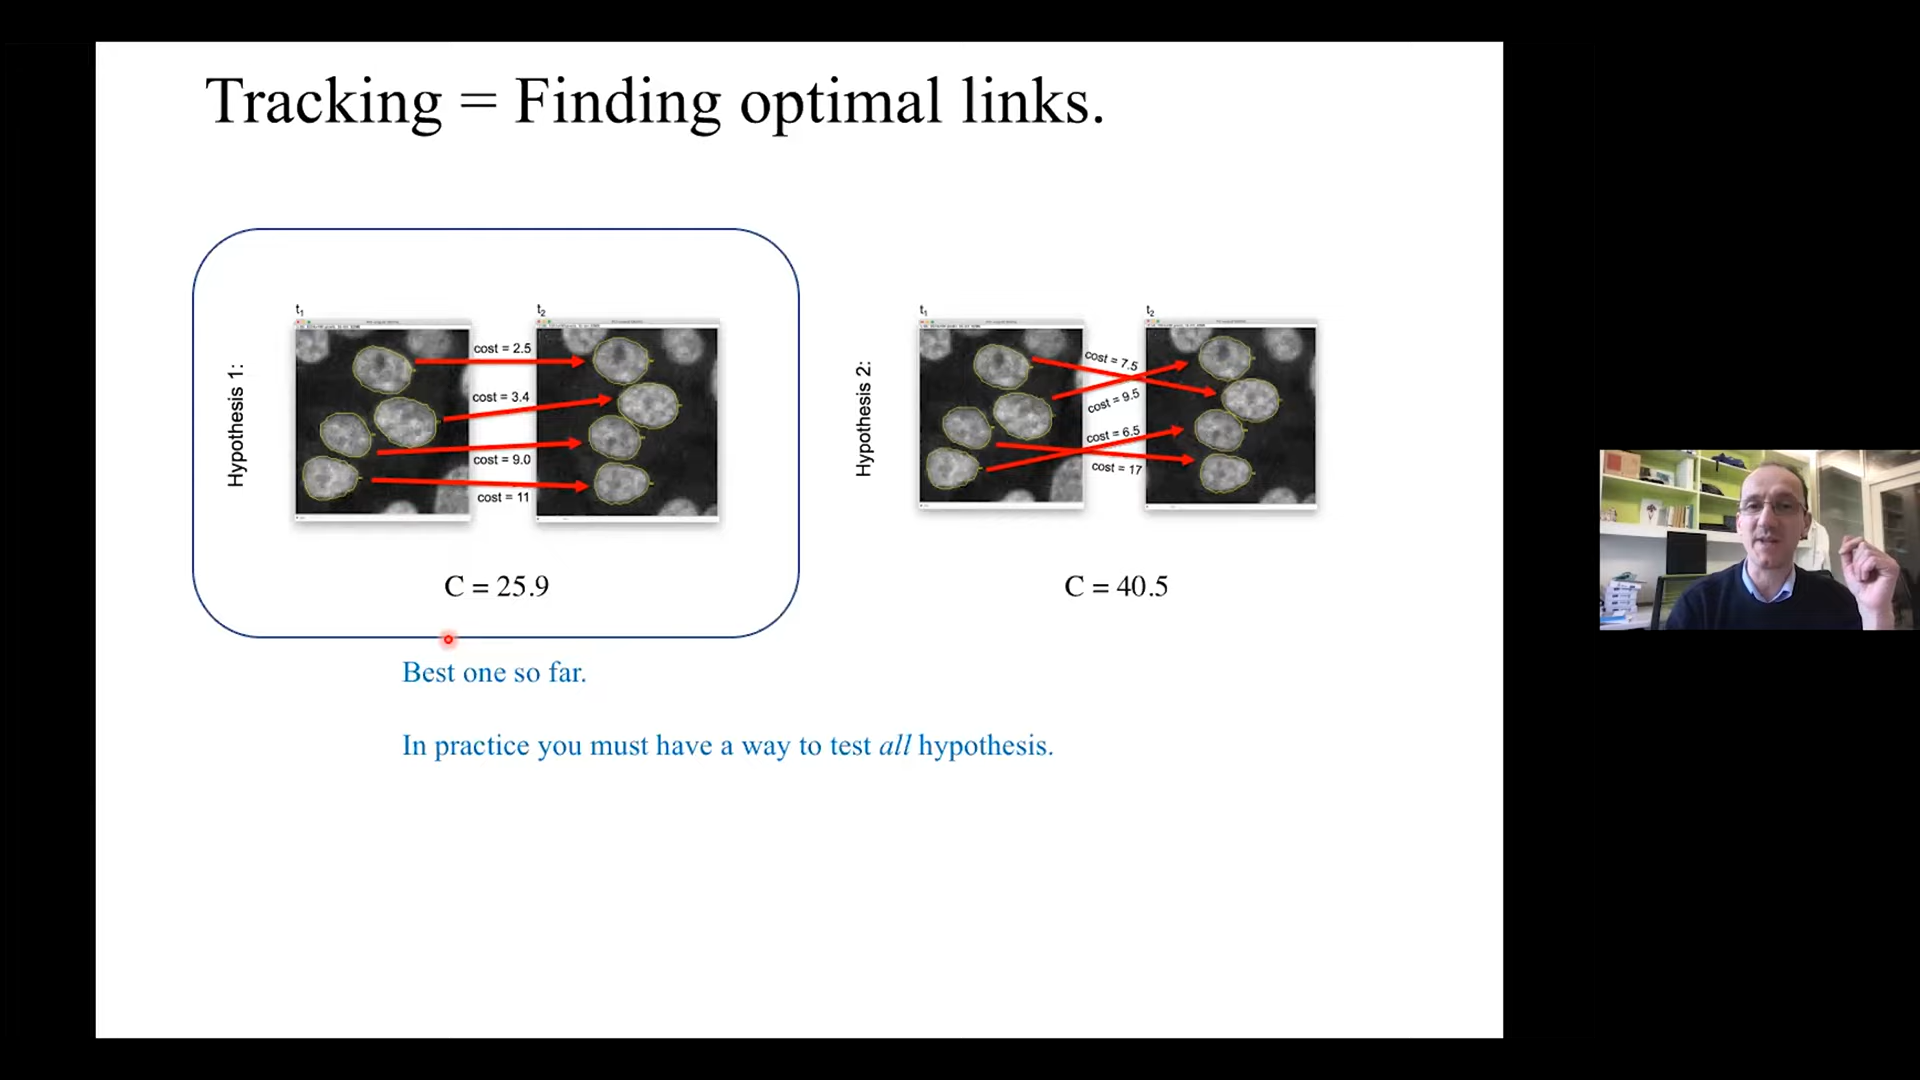 Tracking = Finding optimal links.
Hypothesis 1:
t1
t2
cost = 2.5
cost = 3.4
cost = 9.0
cost = 11
C = 25.9
Hypothesis 2:
t1
t2
cost = 7.5
cost = 9.5
cost = 6.5
cost = 17
C = 40.5
Best one so far.
In practice you must have a way to test all hypothesis.